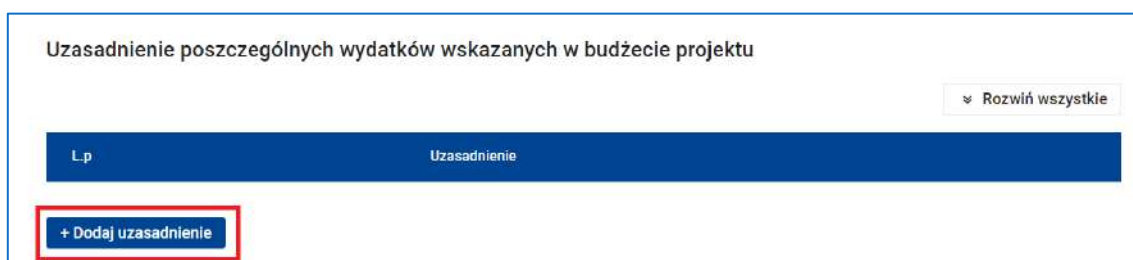 Uzasadnienie poszczególnych wydatków wskazanych w budżecie projektu
Rozwiń wszystkie
L.p Uzasadnienie
+ Dodaj uzasadnienie